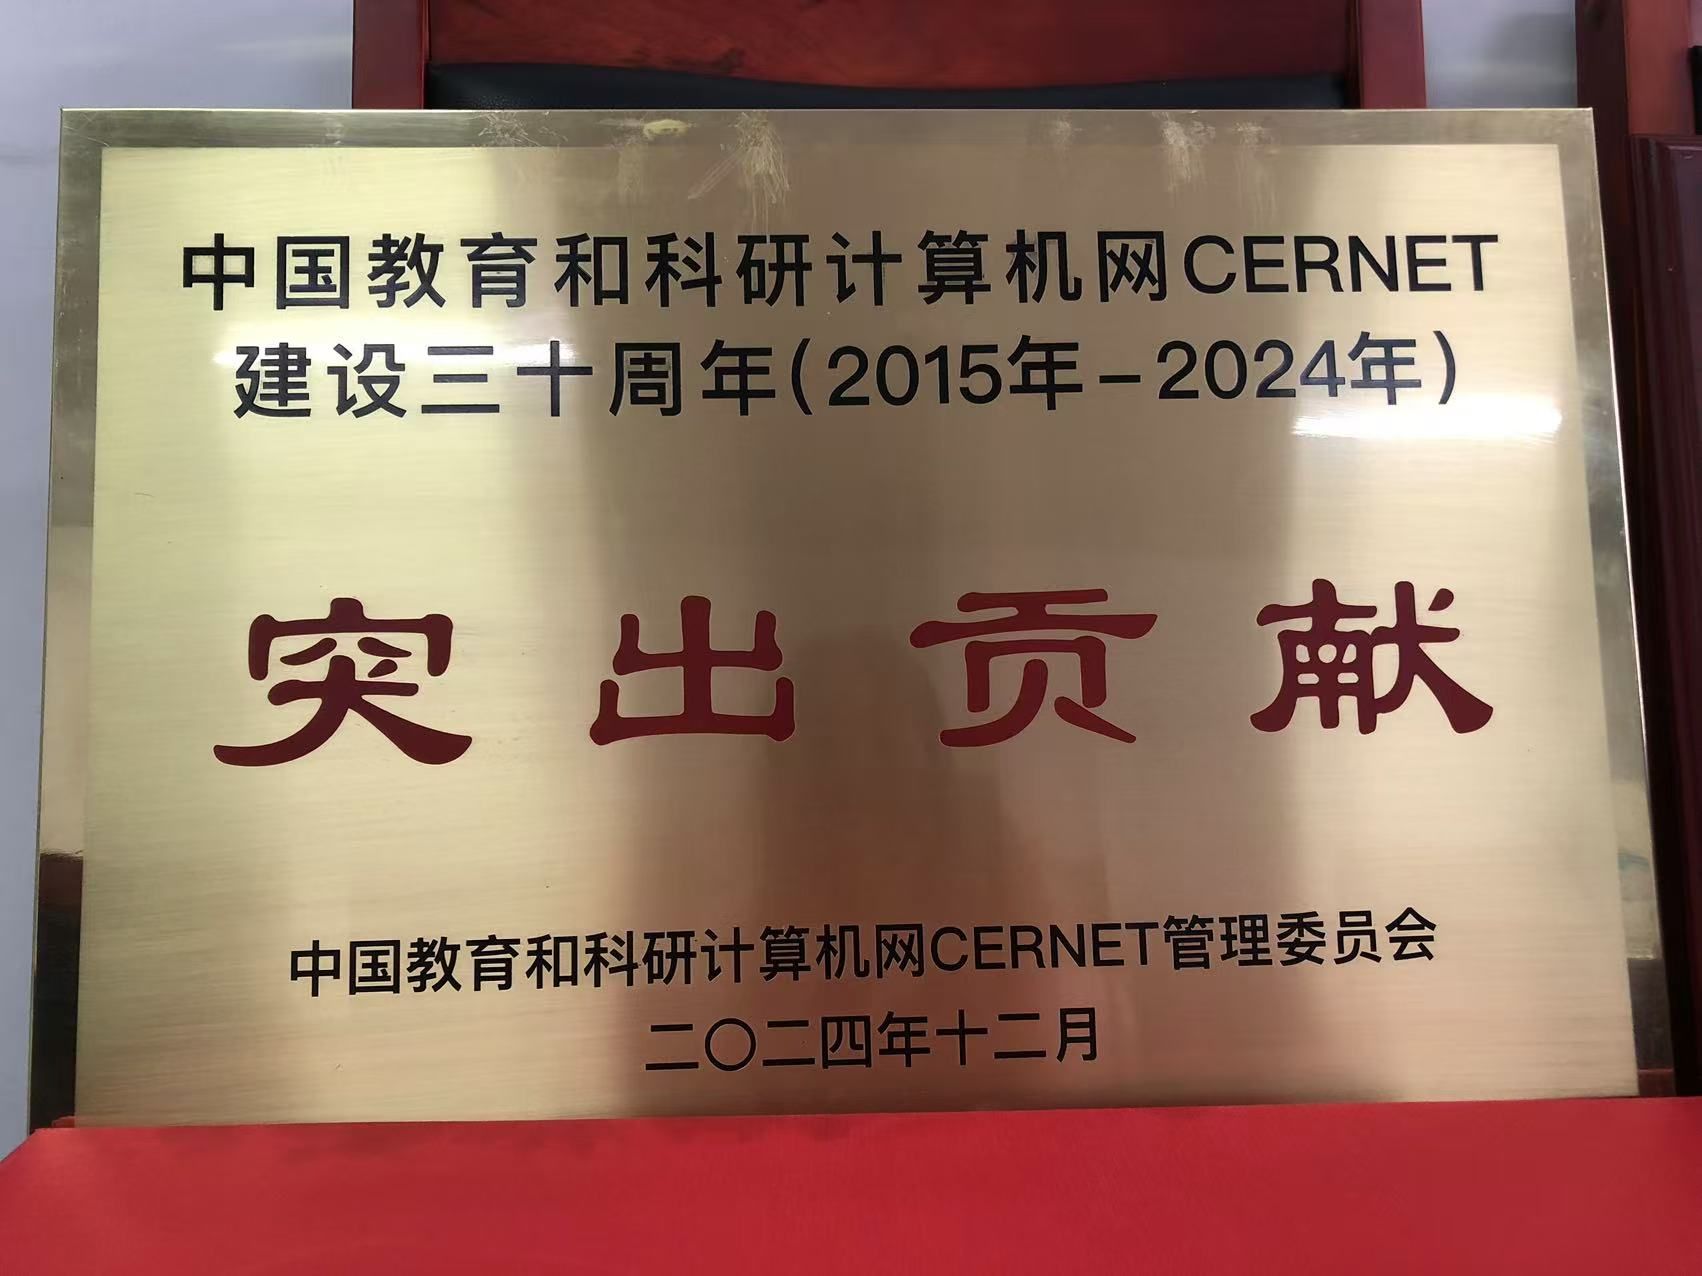 中国教育和科研计算机网CERNET
建设三十周年(2015年-2024年)
突出贡献
中国教育和科研计算机网CERNET管理委员会
二〇二四年十二月